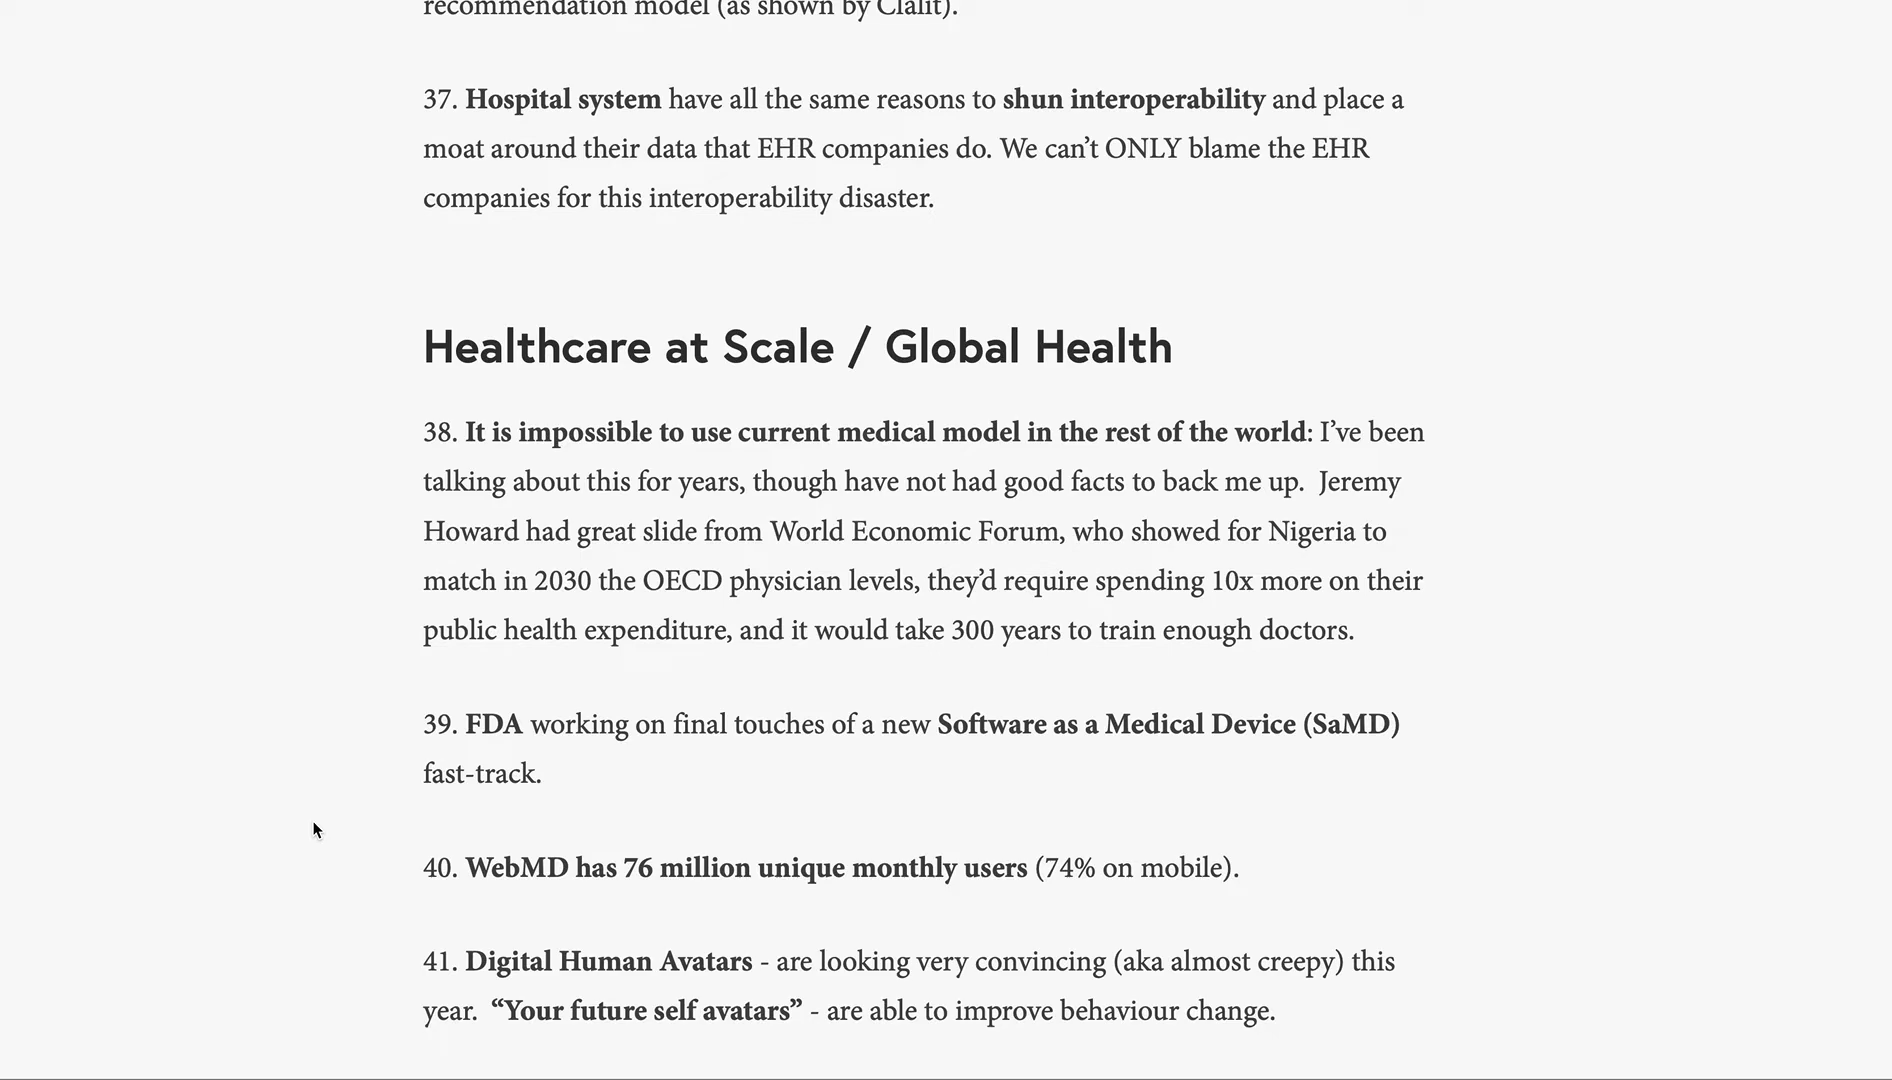 recommendation model (as shown by Clalit).
37. Hospital system have all the same reasons to shun interoperability and place a
moat around their data that EHR companies do. We can’t ONLY blame the EHR
companies for this interoperability disaster.
Healthcare at Scale / Global Health
38. It is impossible to use current medical model in the rest of the world: I’ve been
talking about this for years, though have not had good facts to back me up.  Jeremy
Howard had great slide from World Economic Forum, who showed for Nigeria to
match in 2030 the OECD physician levels, they’d require spending 10x more on their
public health expenditure, and it would take 300 years to train enough doctors.
39. FDA working on final touches of a new Software as a Medical Device (SaMD)
fast-track.
40. WebMD has 76 million unique monthly users (74% on mobile).
41. Digital Human Avatars - are looking very convincing (aka almost creepy) this
year.  “Your future self avatars” - are able to improve behaviour change.